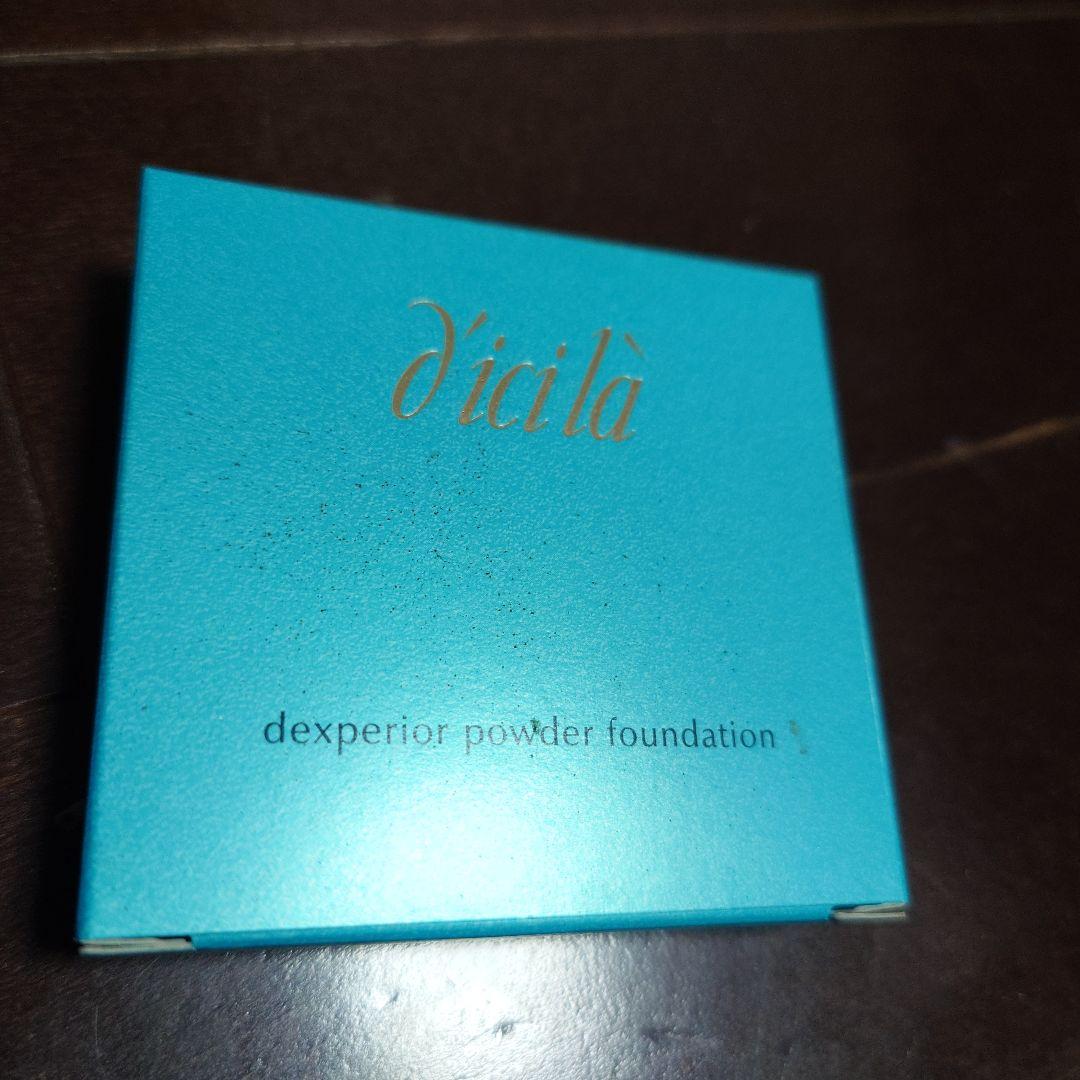 d'ici là
dexperior powder foundation